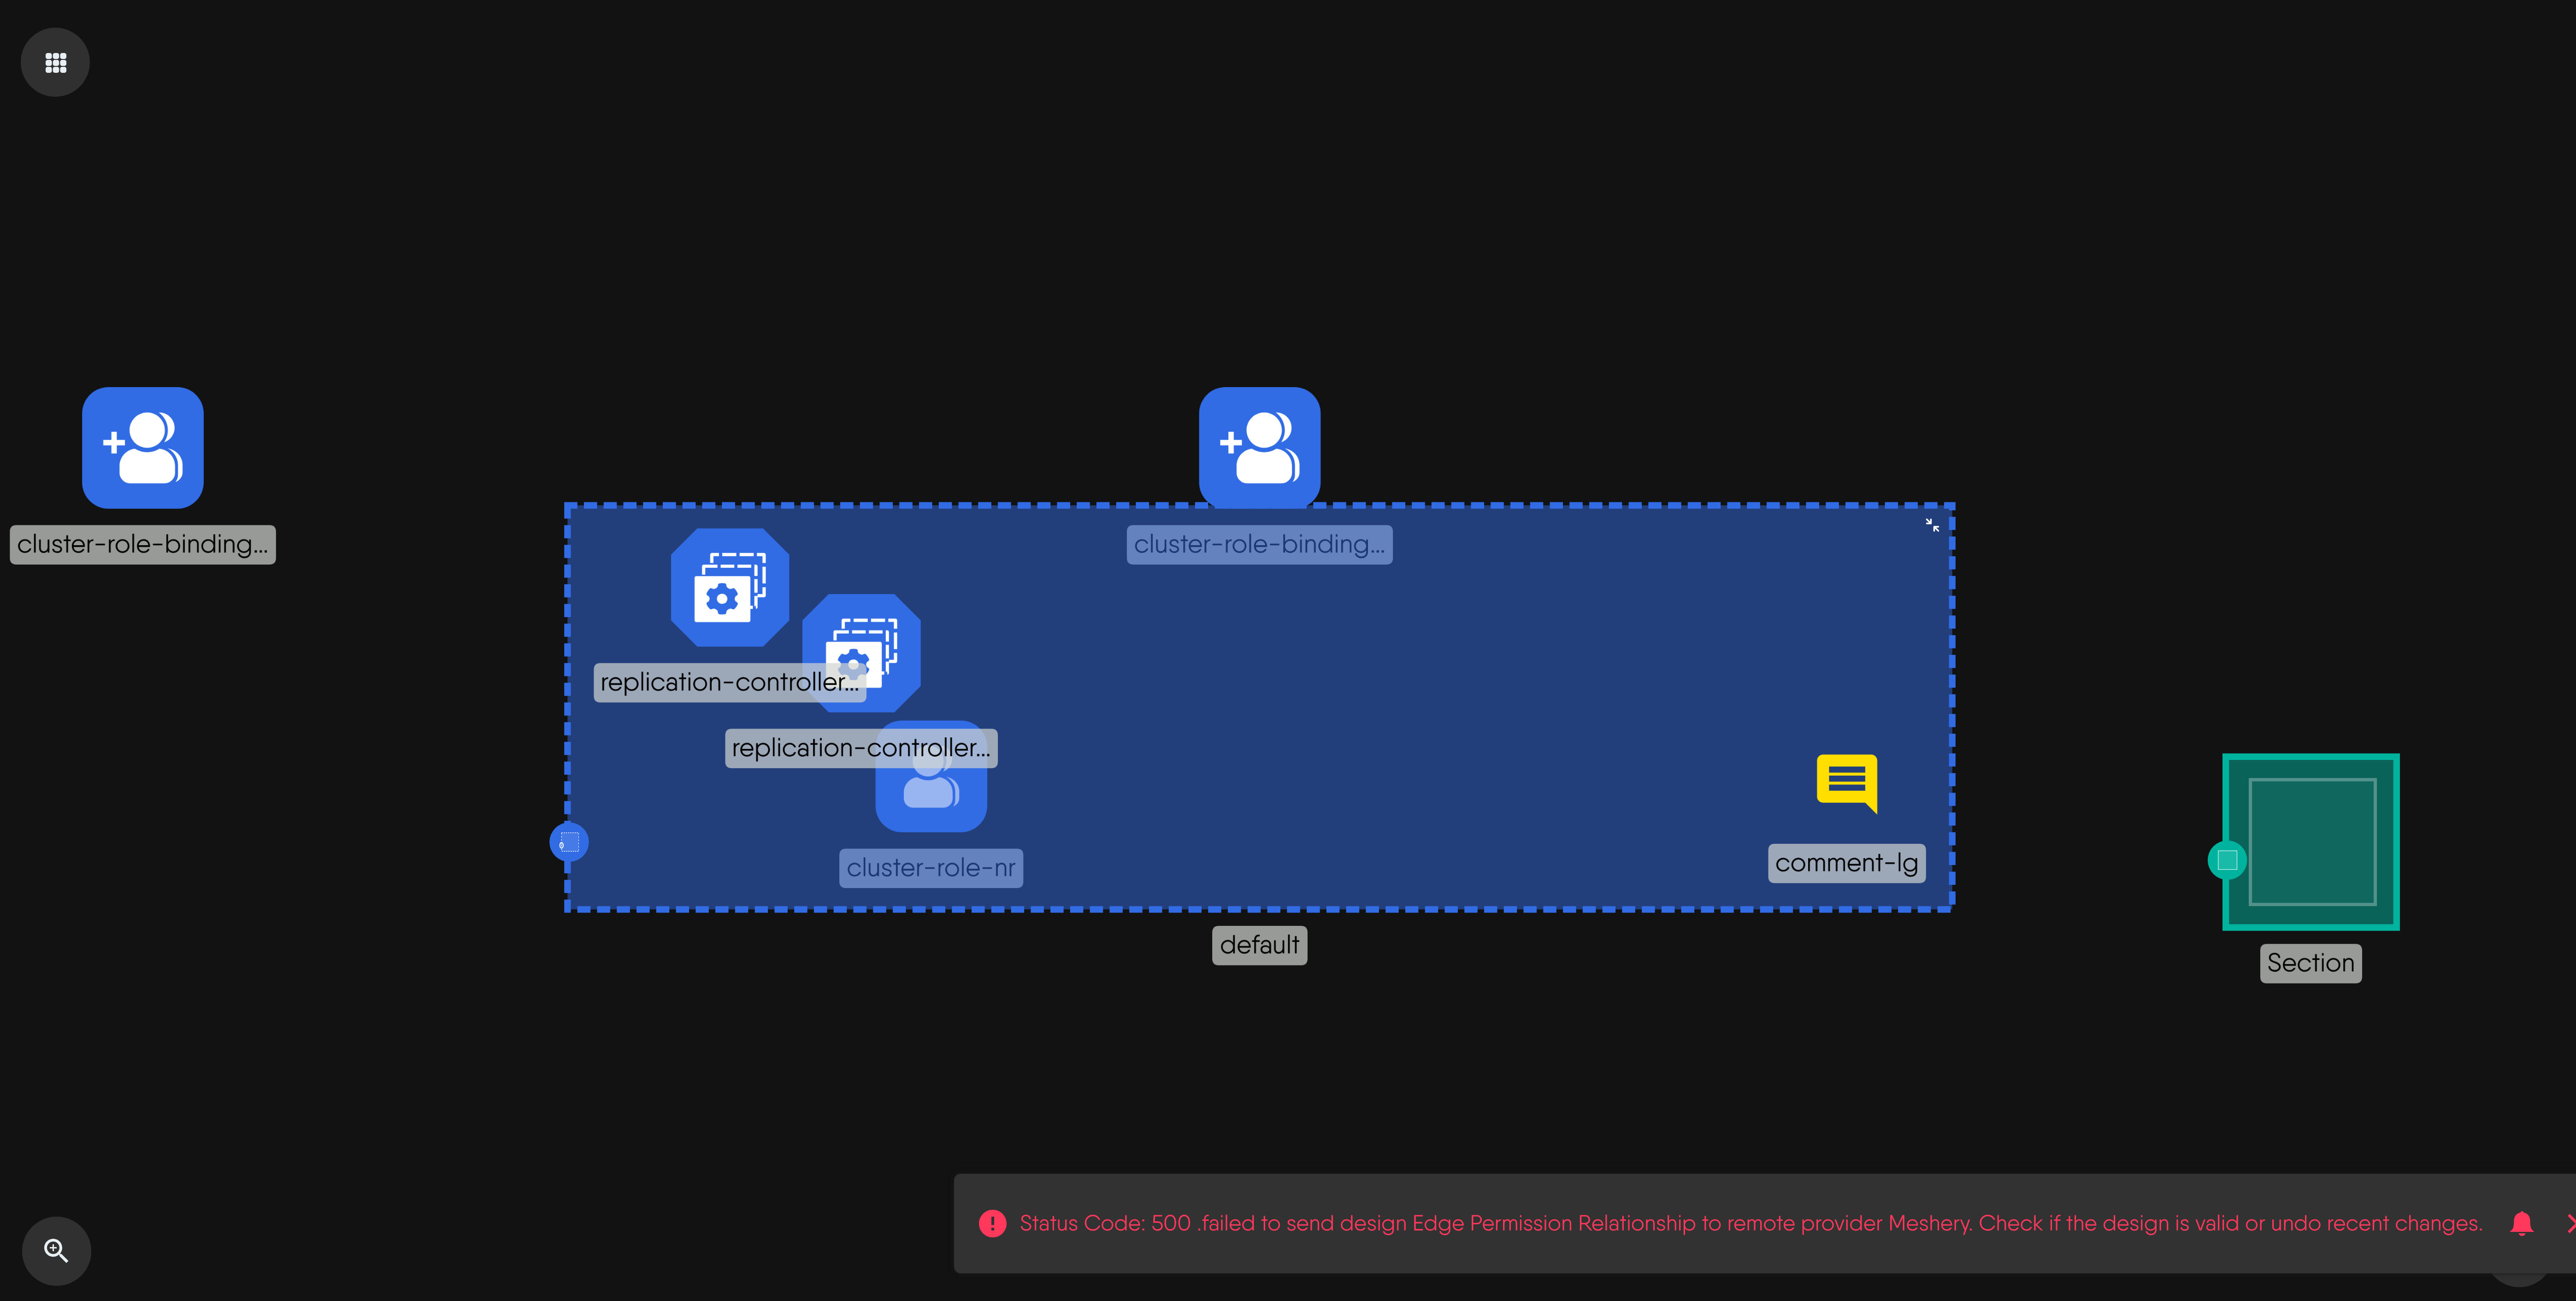 cluster-role-binding...
cluster-role-binding...
replication-controller...
replication-controller...
cluster-role-nr
comment-lg
default
Section
Status Code: 500 .failed to send design Edge Permission Relationship to remote provider Meshery. Check if the design is valid or undo recent changes.